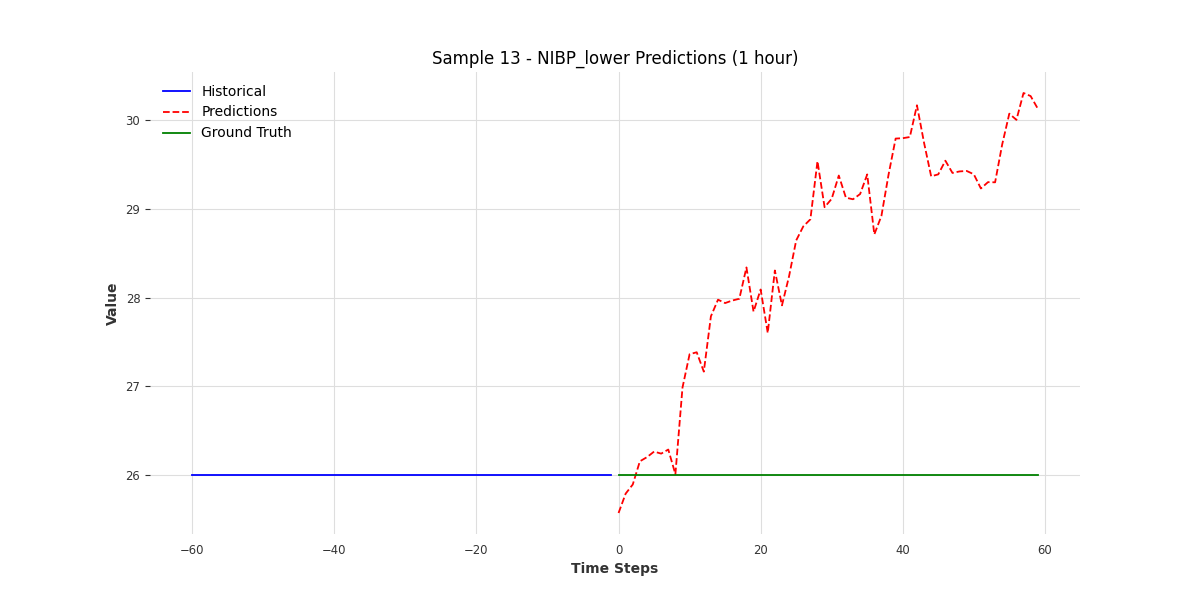 Sample 13 - NIBP_lower Predictions (1 hour)
Historical
Predictions
Ground Truth
30
29
28
27
26
Value
−60
−40
−20
0
20
40
60
Time Steps